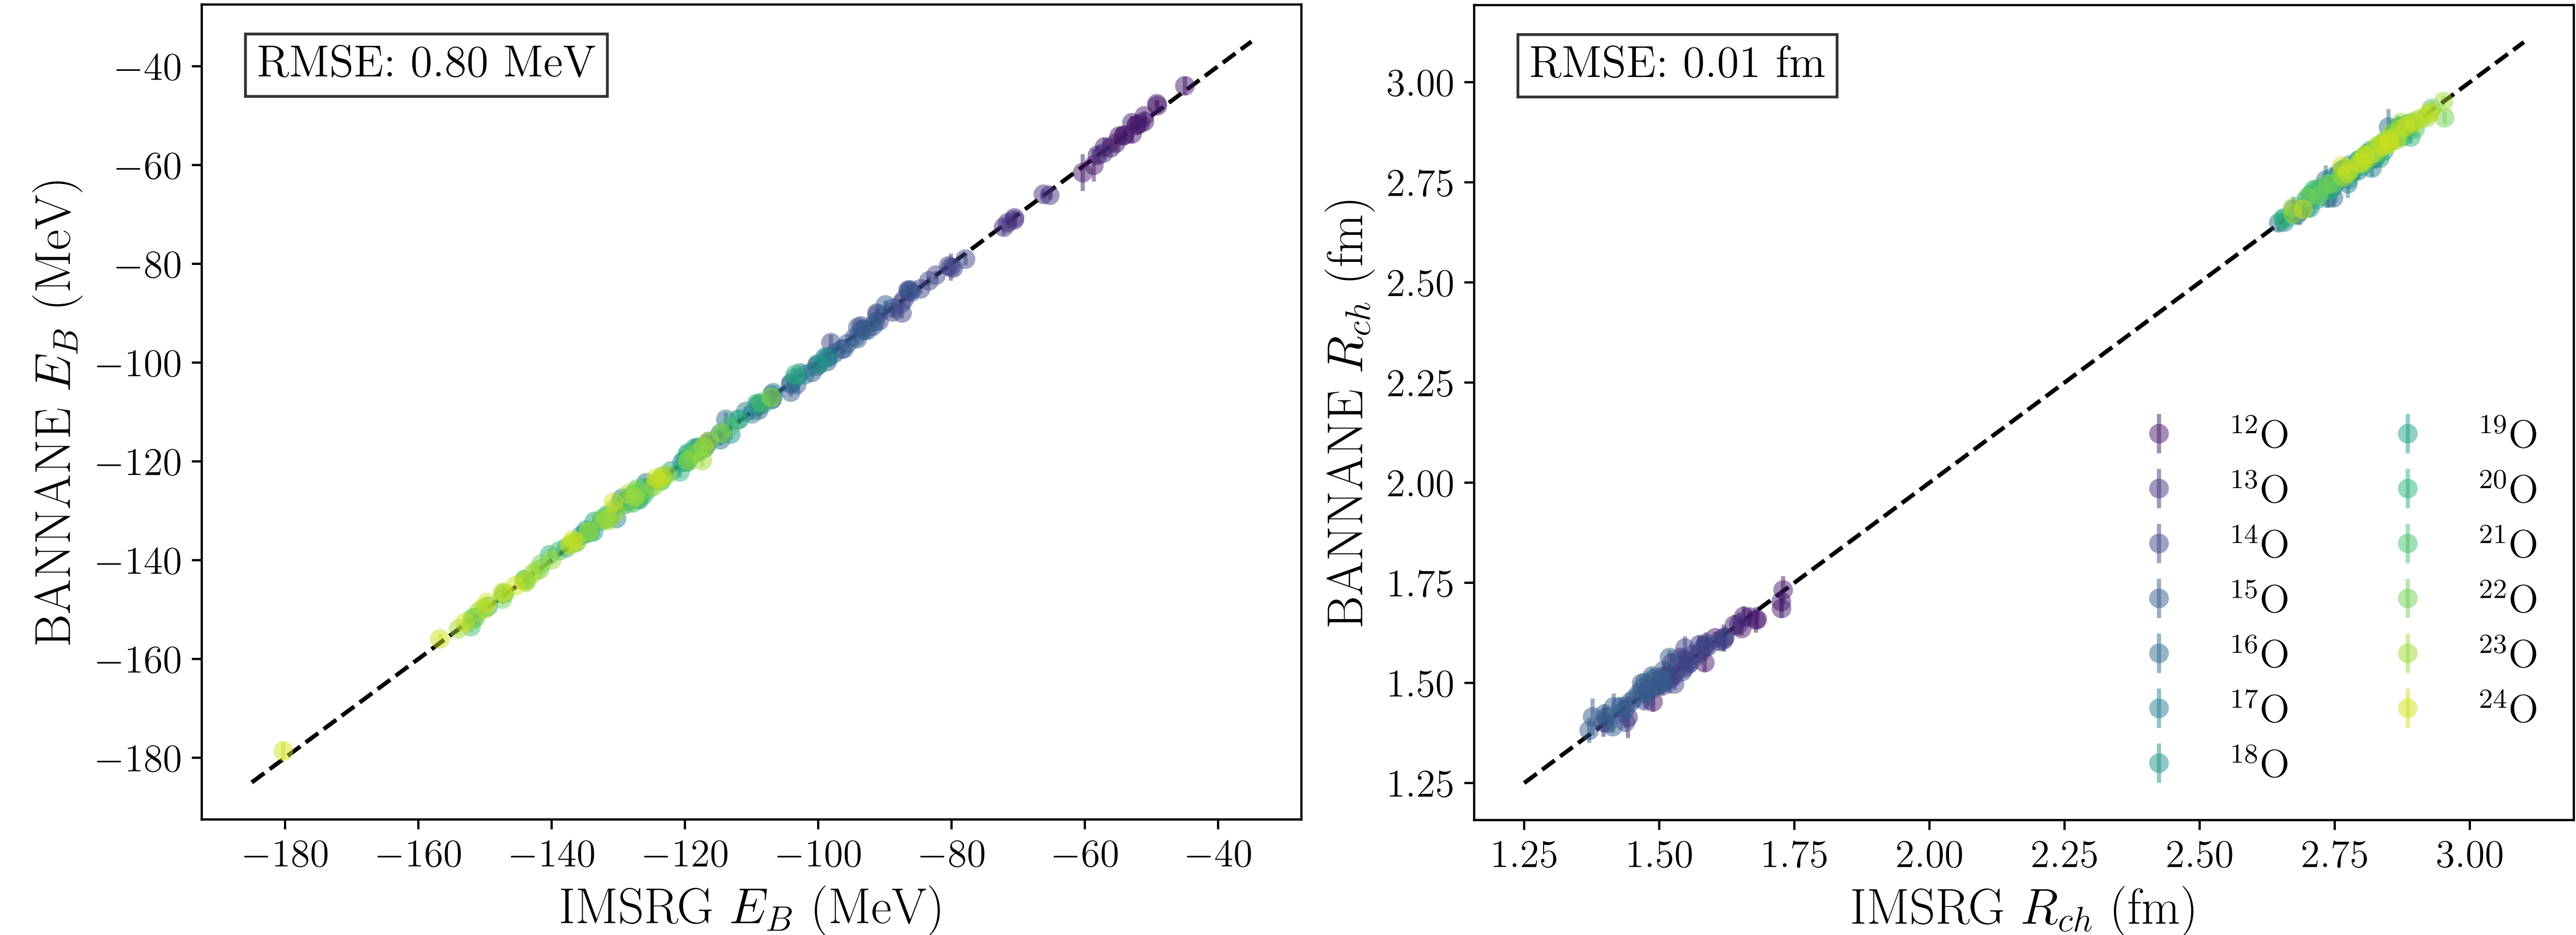 RMSE: 0.80 MeV
BANNANE E_B (MeV)
−40
−60
−80
−100
−120
−140
−160
−180
−180 −160 −140 −120 −100 −80 −60 −40
IMSRG E_B (MeV)
RMSE: 0.01 fm
BANNANE R_ch (fm)
3.00
2.75
2.50
2.25
2.00
1.75
1.50
1.25
¹²O ¹⁹O
¹³O ²⁰O
¹⁴O ²¹O
¹⁵O ²²O
¹⁶O ²³O
¹⁷O ²⁴O
¹⁸O
1.25 1.50 1.75 2.00 2.25 2.50 2.75 3.00
IMSRG R_ch (fm)